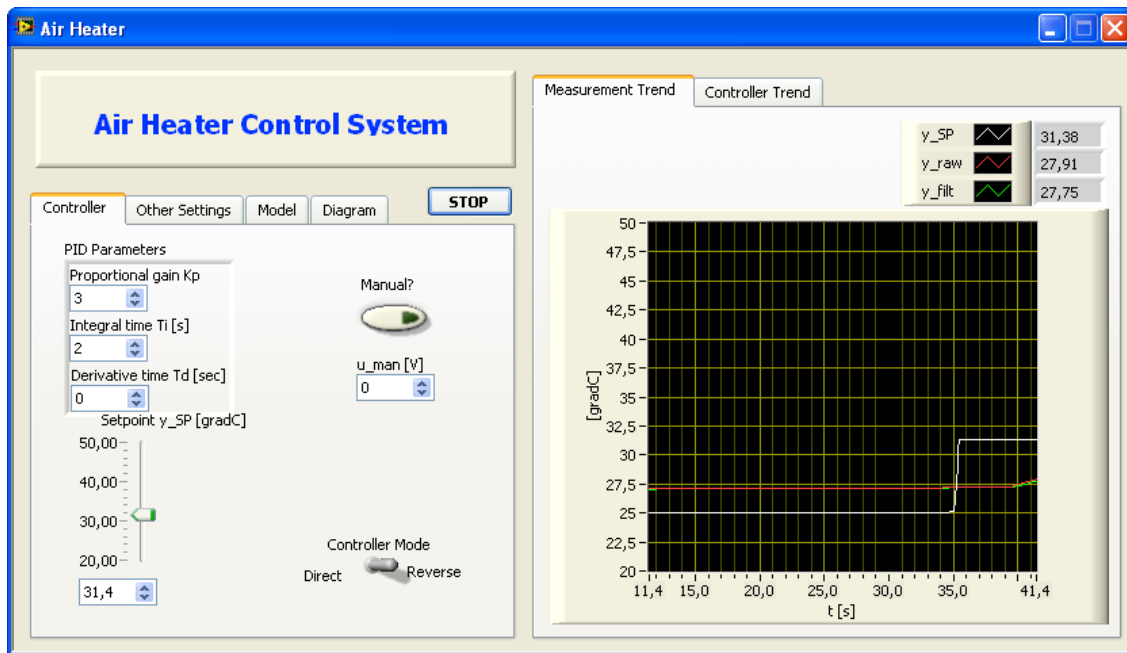 Air Heater
Air Heater Control System
Controller
Other Settings
Model
Diagram
STOP
PID Parameters
Proportional gain Kp
3
Integral time Ti [s]
2
Derivative time Td [sec]
0
Manual?
u_man [V]
0
Setpoint y_SP [gradC]
50,00
40,00
30,00
20,00
31,4
Controller Mode
Direct
Reverse
Measurement Trend
Controller Trend
y_SP 31,38
y_raw 27,91
y_filt 27,75
50
47,5
45
42,5
40
37,5
35
32,5
30
27,5
25
22,5
20
[gradC]
11,4 15,0 20,0 25,0 30,0 35,0 41,4
t [s]